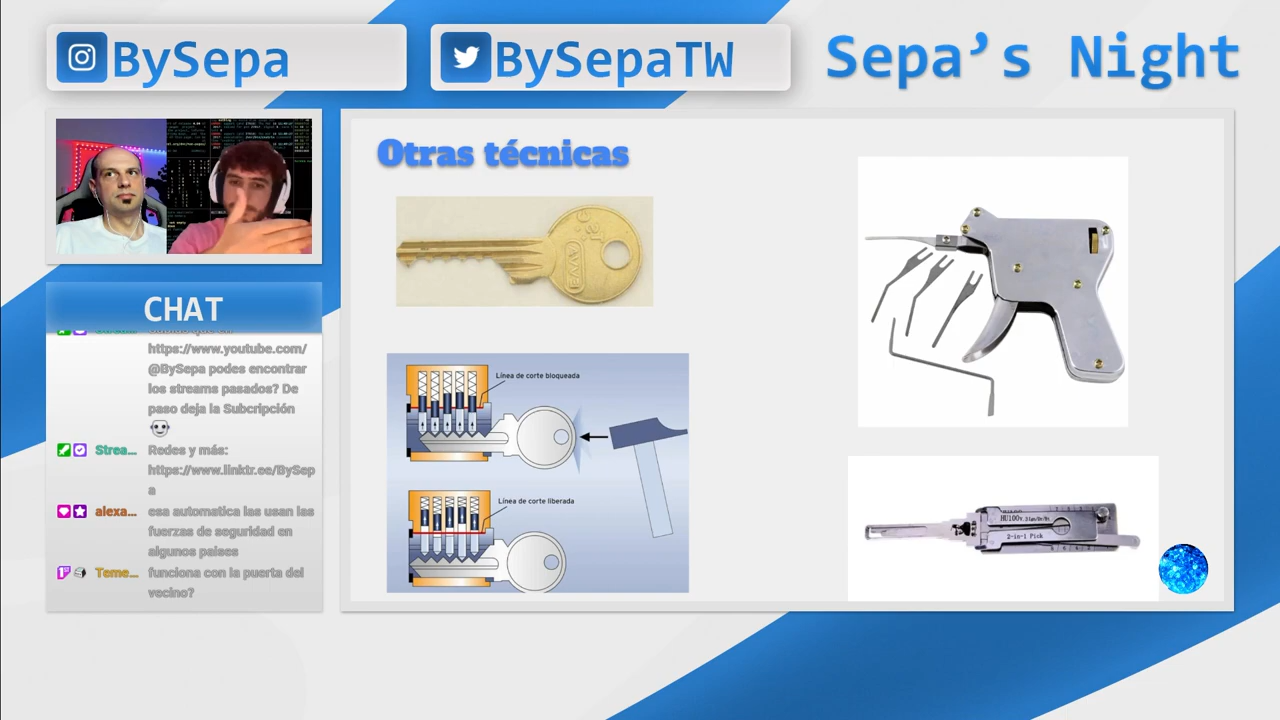 BySepa
BySepaTW
Sepa's Night
CHAT
https://www.youtube.com/
@BySepa podes encontrar
los streams pasados? De
paso deja la Subcripción
Strea... Redes y más:
https://www.linktr.ee/BySep
a
alexa... esa automatica las usan las
fuerzas de seguridad en
algunos paises
Teme... funciona con la puerta del
vecino?
Otras técnicas
Línea de corte bloqueada
Línea de corte liberada
2-in-1 Pick